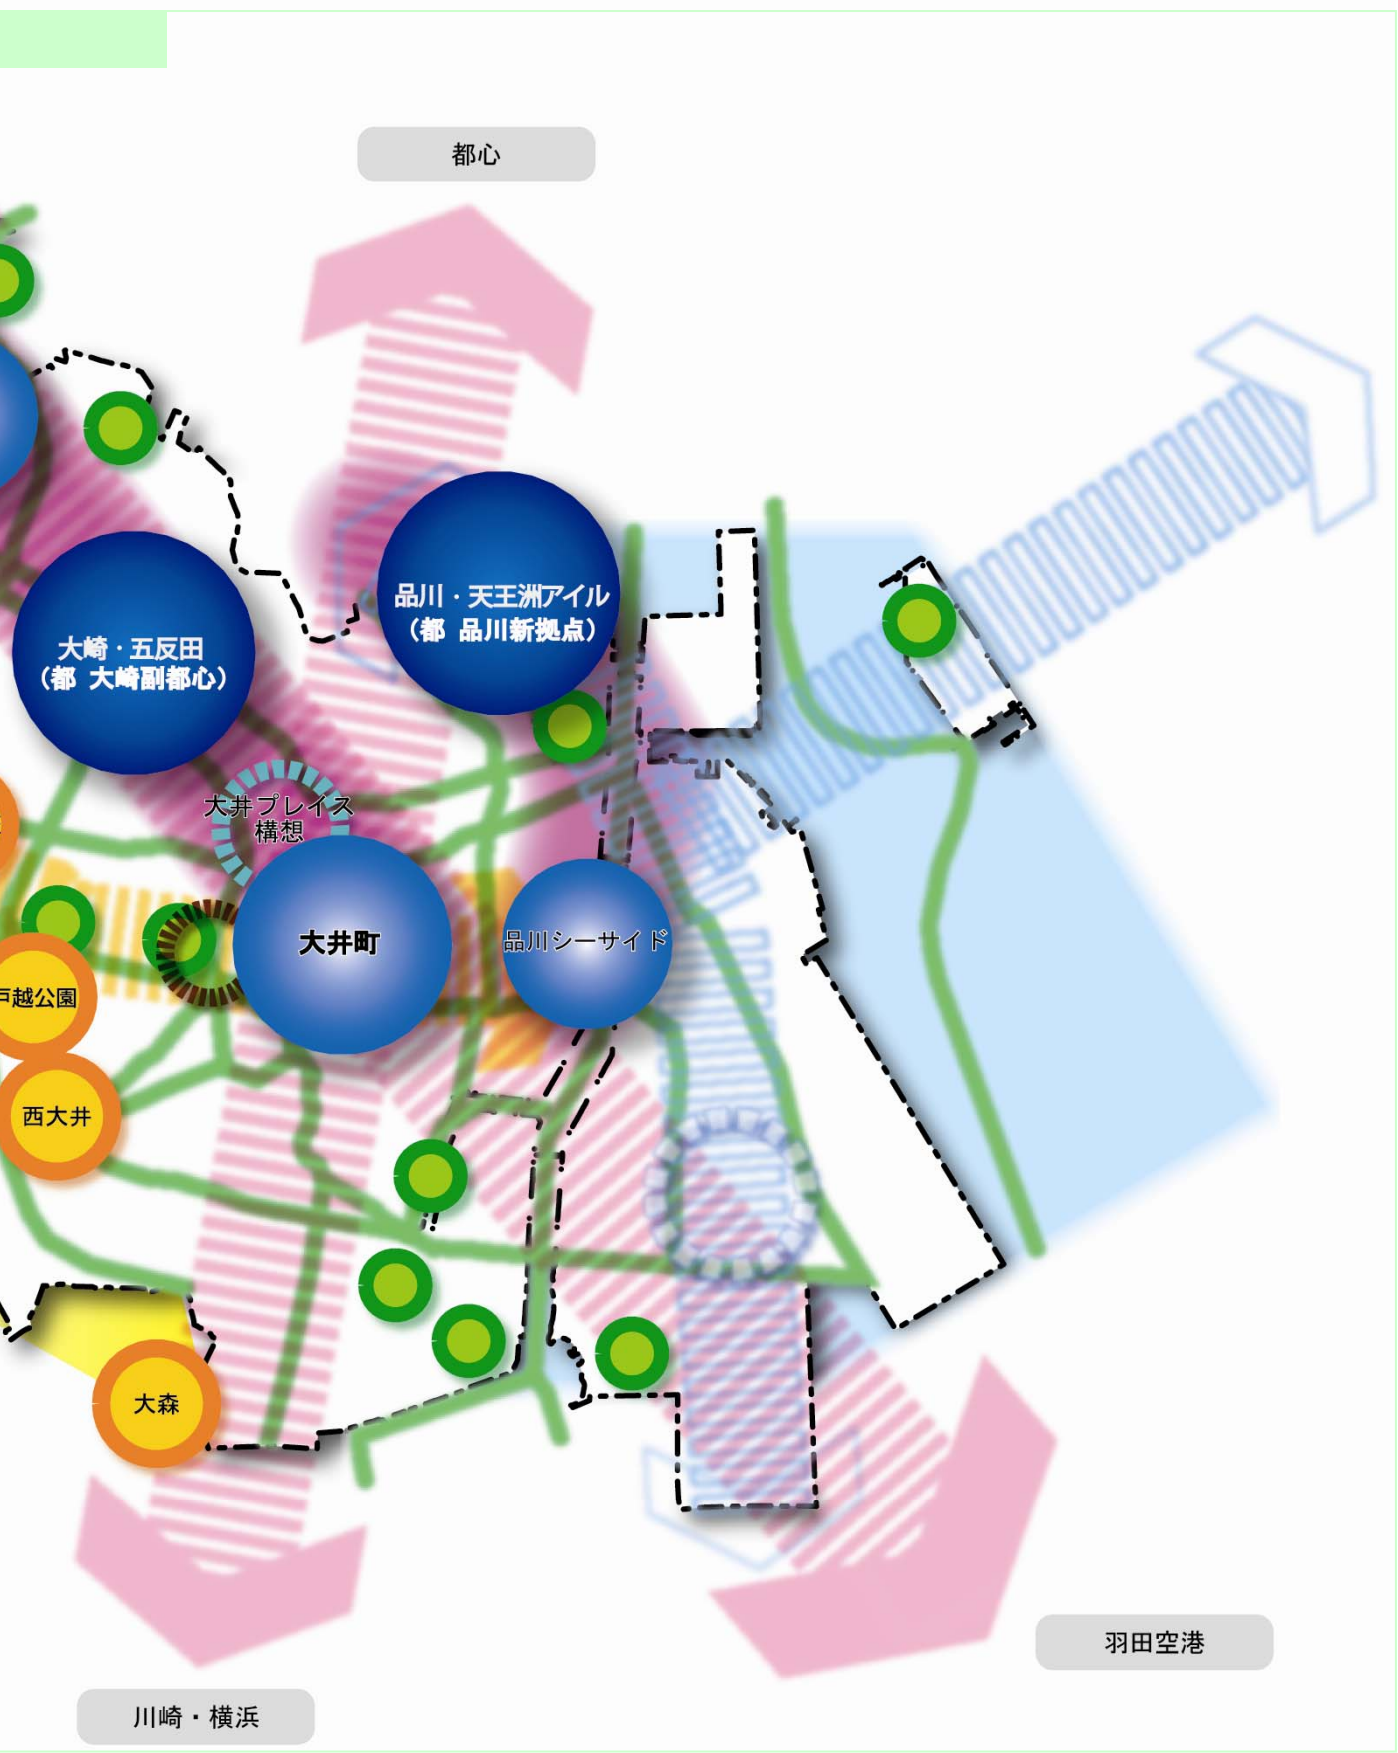 都心
品川・天王洲アイル
（都 品川新拠点）
大崎・五反田
（都 大崎副都心）
大井プレイス
構想
大井町
品川シーサイド
戸越公園
西大井
大森
羽田空港
川崎・横浜